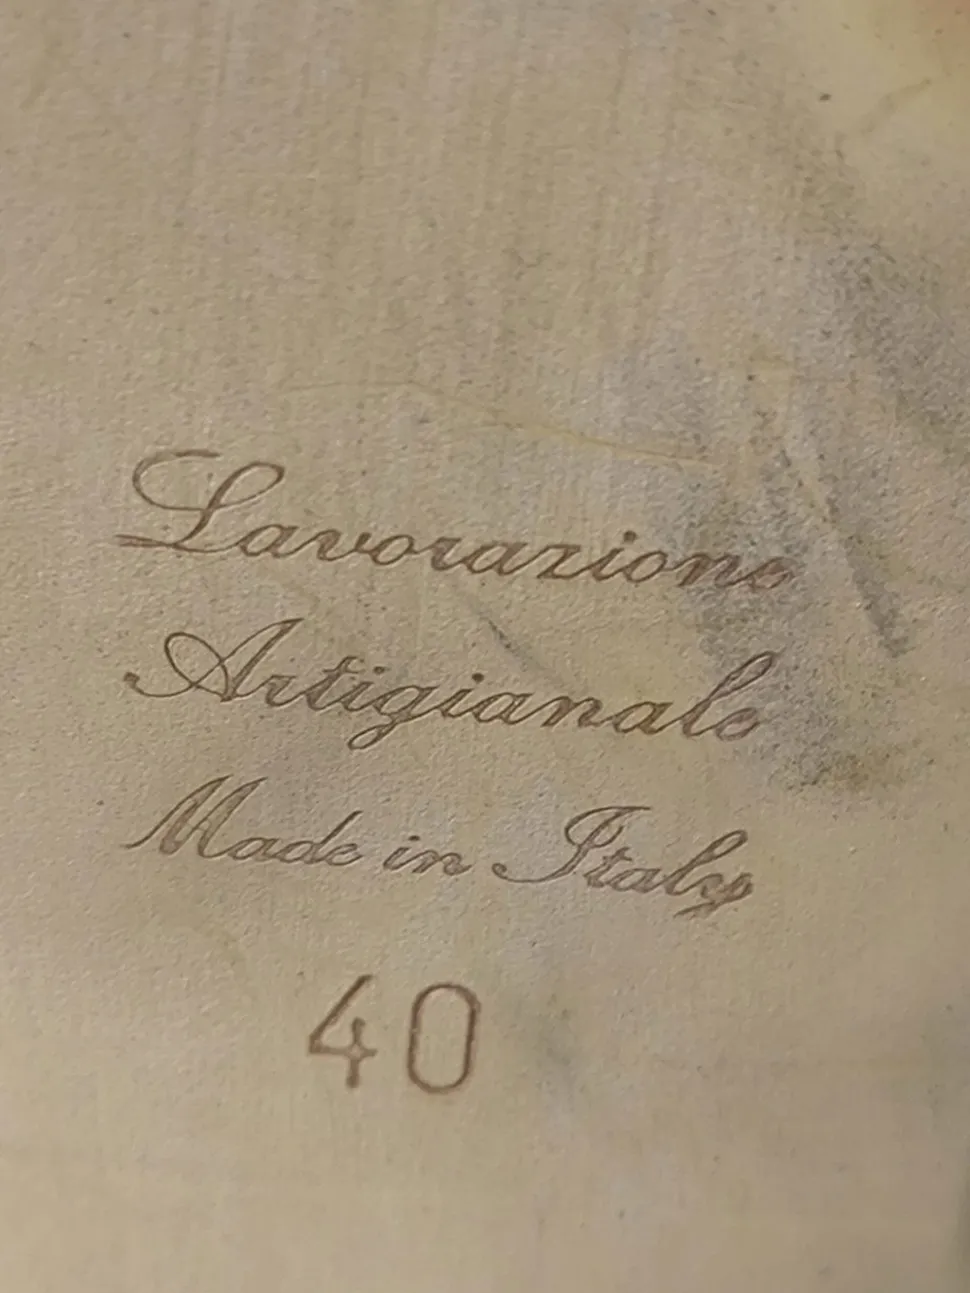 Lavorazione
Artigianale
Made in Italy
40